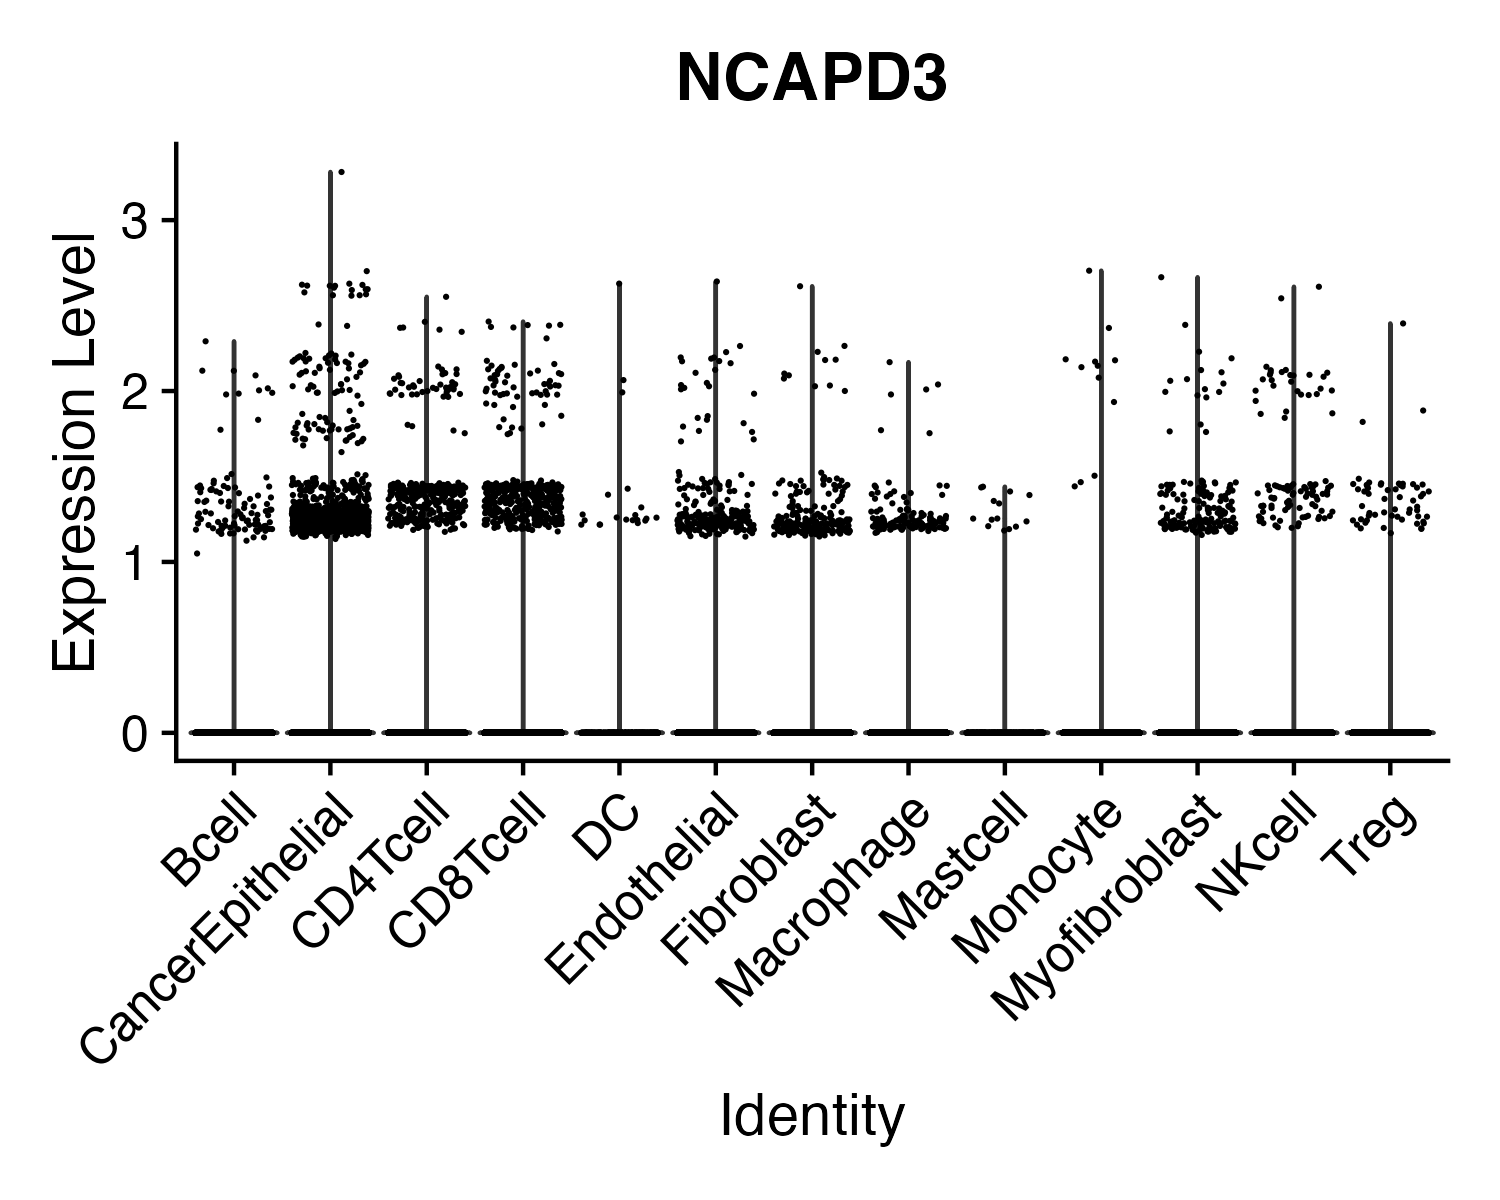 NCAPD3
Expression Level
3
2
1
0
Bcell
CancerEpithelial
CD4Tcell
CD8Tcell
DC
Endothelial
Fibroblast
Macrophage
Mastcell
Monocyte
Myofibroblast
NKcell
Treg
Identity